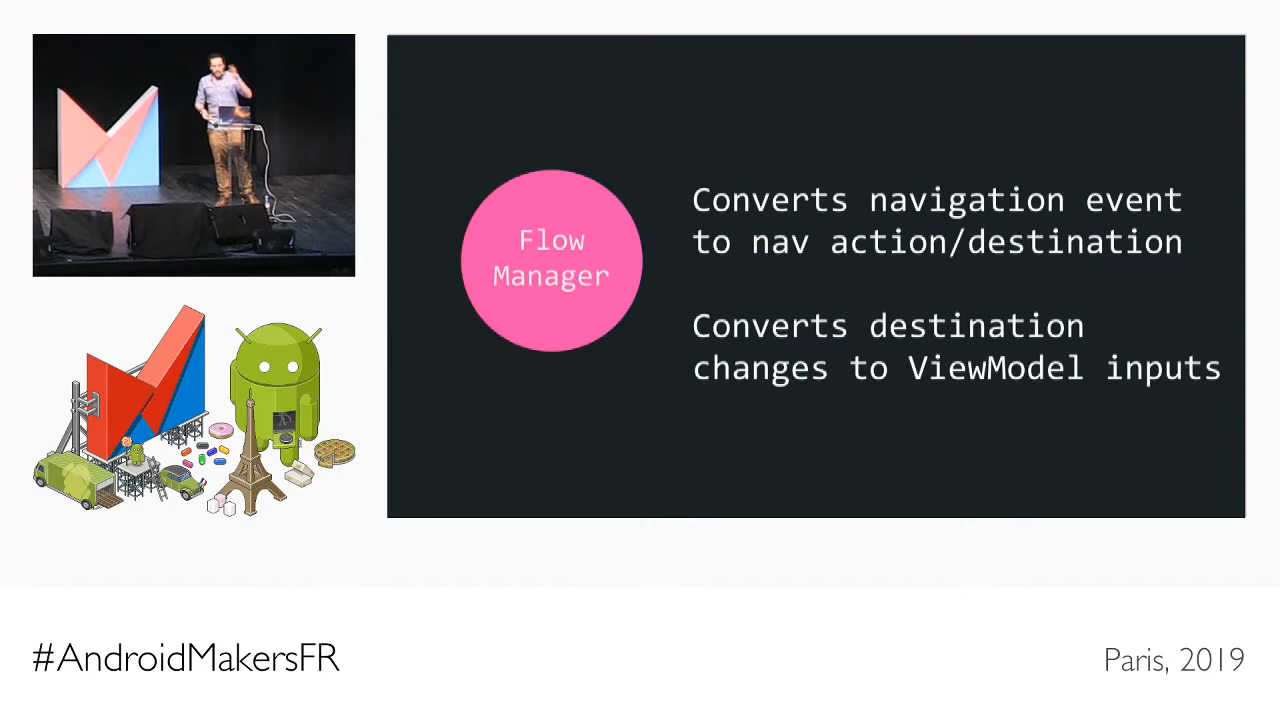 Flow
Manager
Converts navigation event
to nav action/destination
Converts destination
changes to ViewModel inputs
#AndroidMakersFR
Paris, 2019